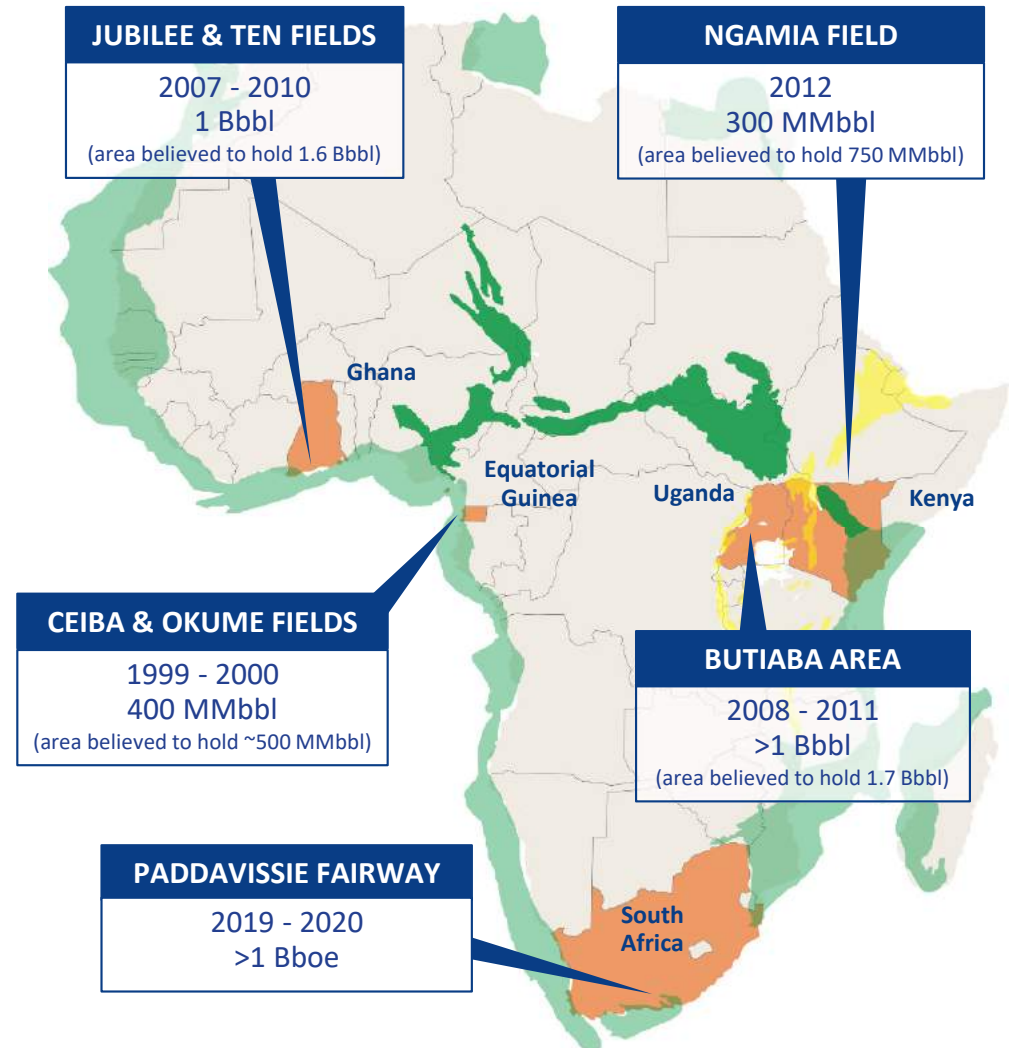 JUBILEE & TEN FIELDS
2007 - 2010
1 Bbbl
(area believed to hold 1.6 Bbbl)
NGAMIA FIELD
2012
300 MMbbl
(area believed to hold 750 MMbbl)
Ghana
Equatorial
Guinea
Uganda
Kenya
CEIBA & OKUME FIELDS
1999 - 2000
400 MMbbl
(area believed to hold ~500 MMbbl)
BUTIABA AREA
2008 - 2011
>1 Bbbl
(area believed to hold 1.7 Bbbl)
PADDAVISSIE FAIRWAY
2019 - 2020
>1 Bboe
South
Africa